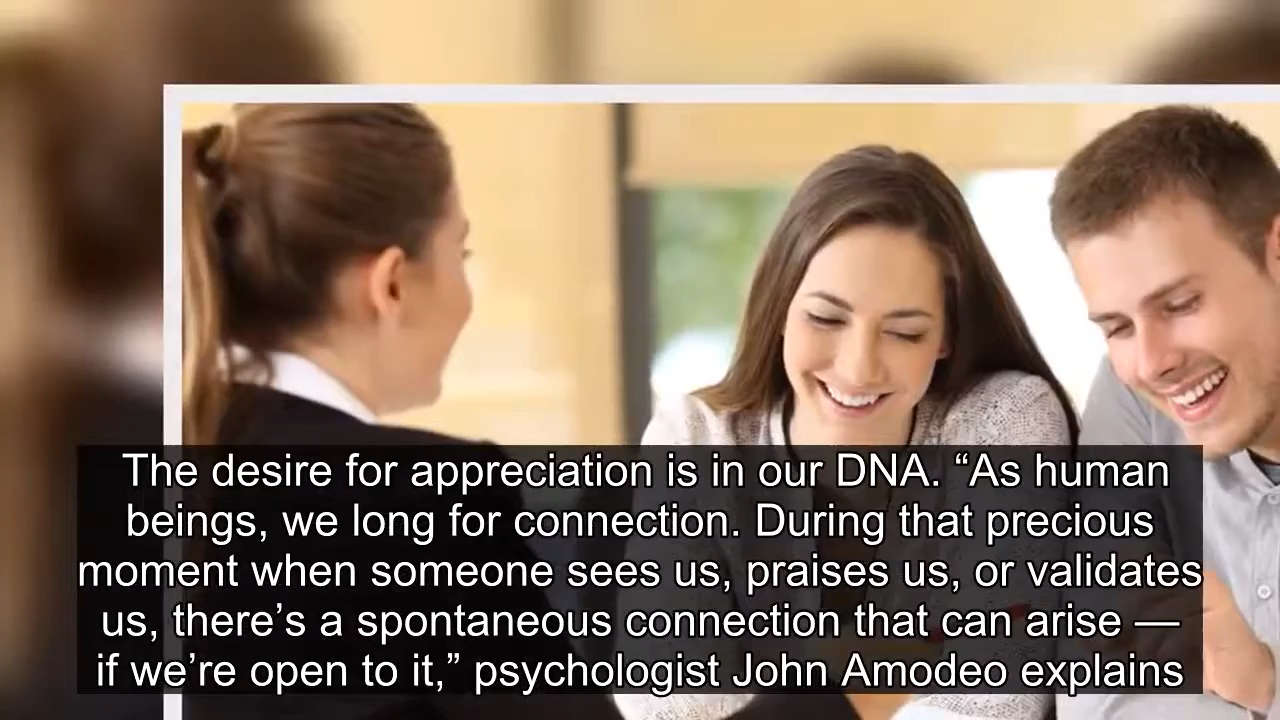 The desire for appreciation is in our DNA. “As human
beings, we long for connection. During that precious
moment when someone sees us, praises us, or validates
us, there’s a spontaneous connection that can arise —
if we’re open to it,” psychologist John Amodeo explains